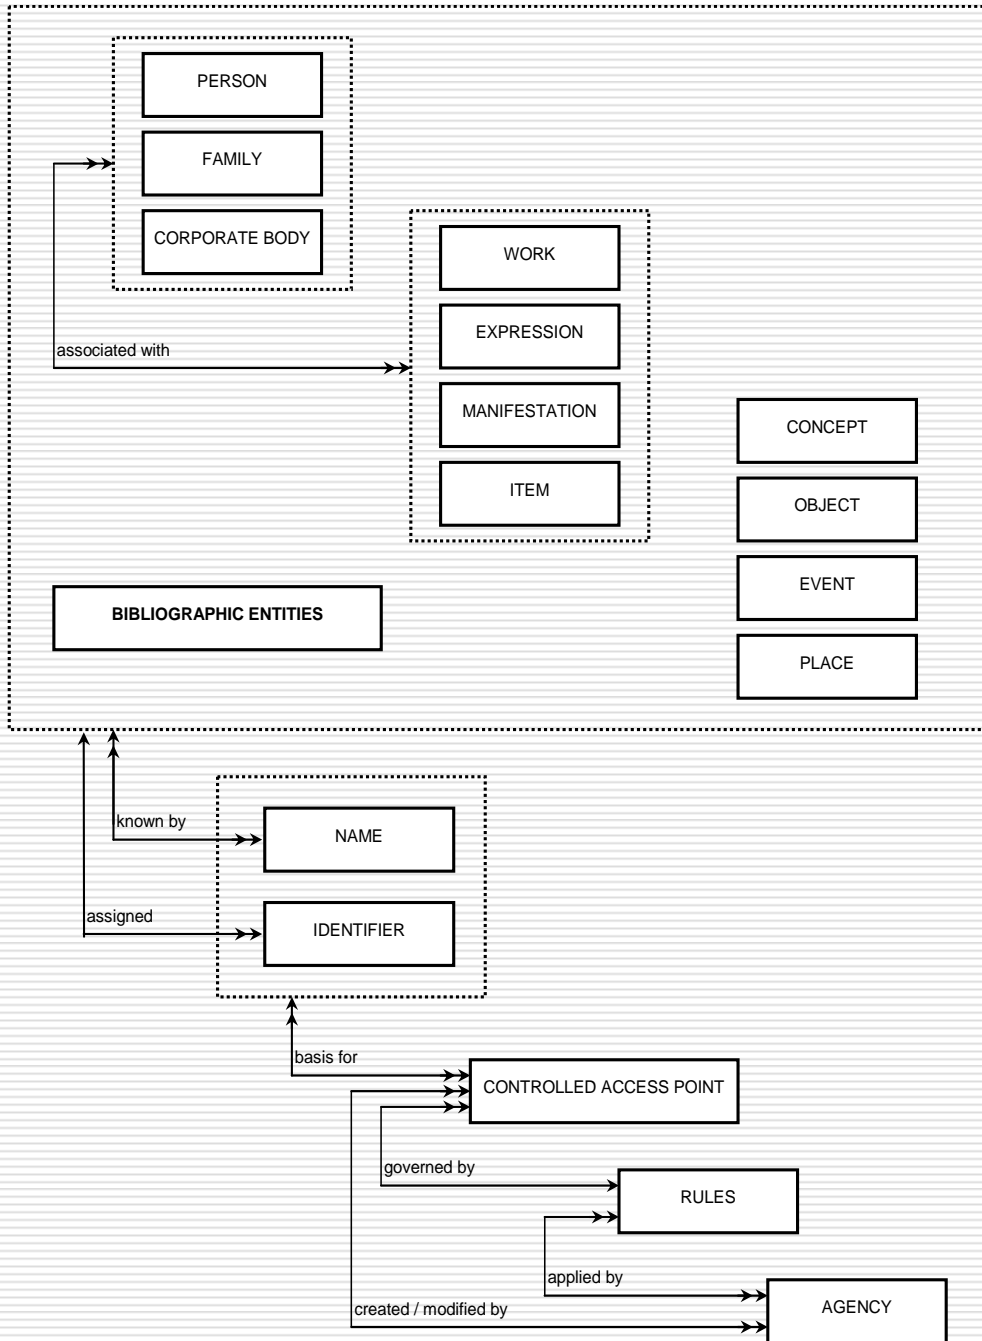 PERSON
FAMILY
CORPORATE BODY
WORK
EXPRESSION
associated with
MANIFESTATION
CONCEPT
ITEM
OBJECT
EVENT
BIBLIOGRAPHIC ENTITIES
PLACE
known by
NAME
assigned
IDENTIFIER
basis for
CONTROLLED ACCESS POINT
governed by
RULES
applied by
created / modified by
AGENCY